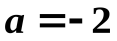 a = - 2